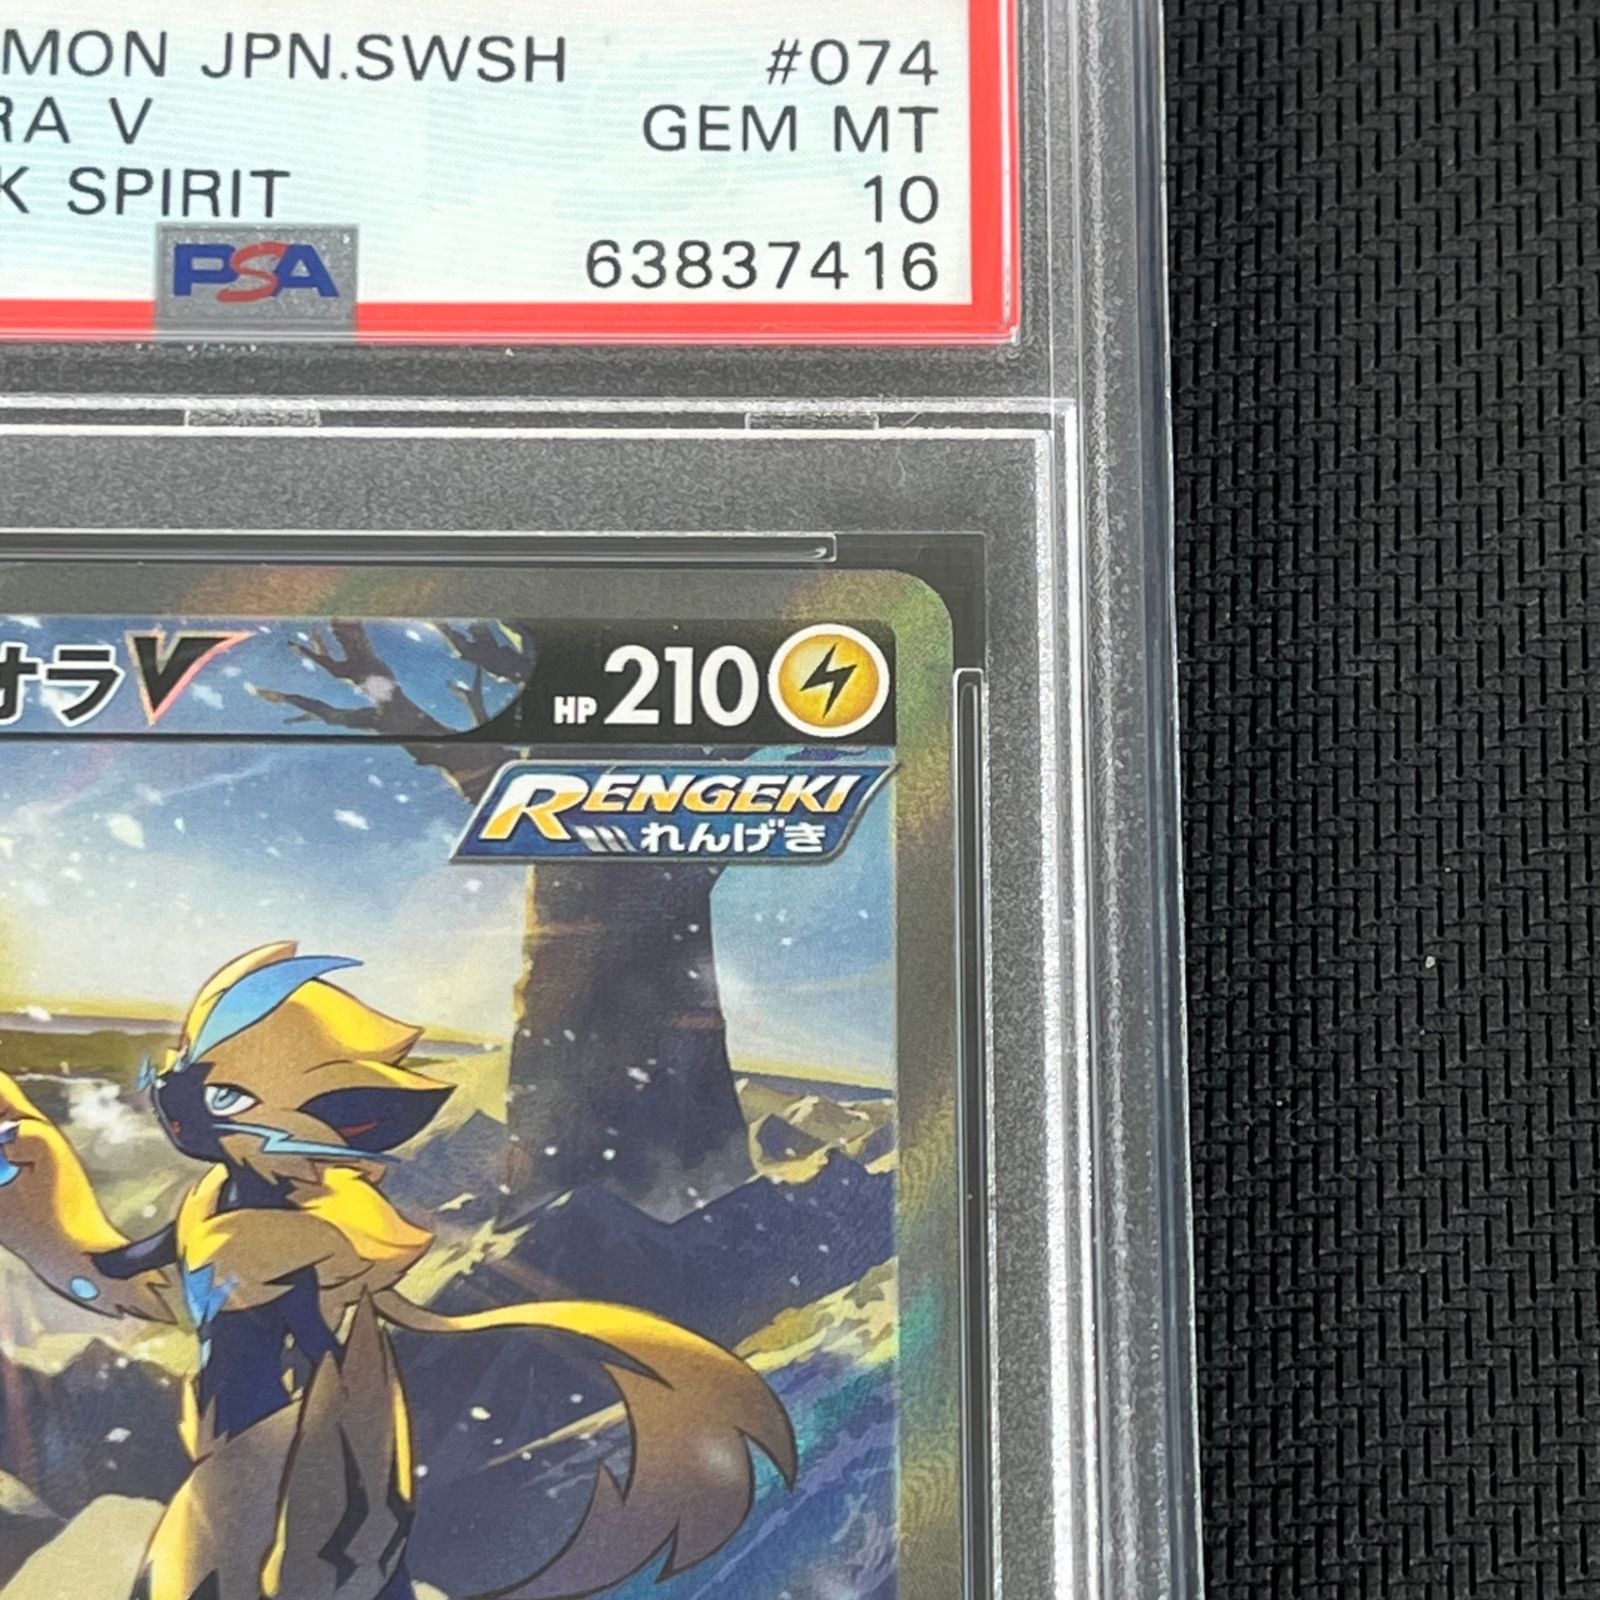 MON JPN.SWSH #074
RA V GEM MT
K SPIRIT 10
PSA 63837416
オラV HP 210
RENGEKI
れんげき